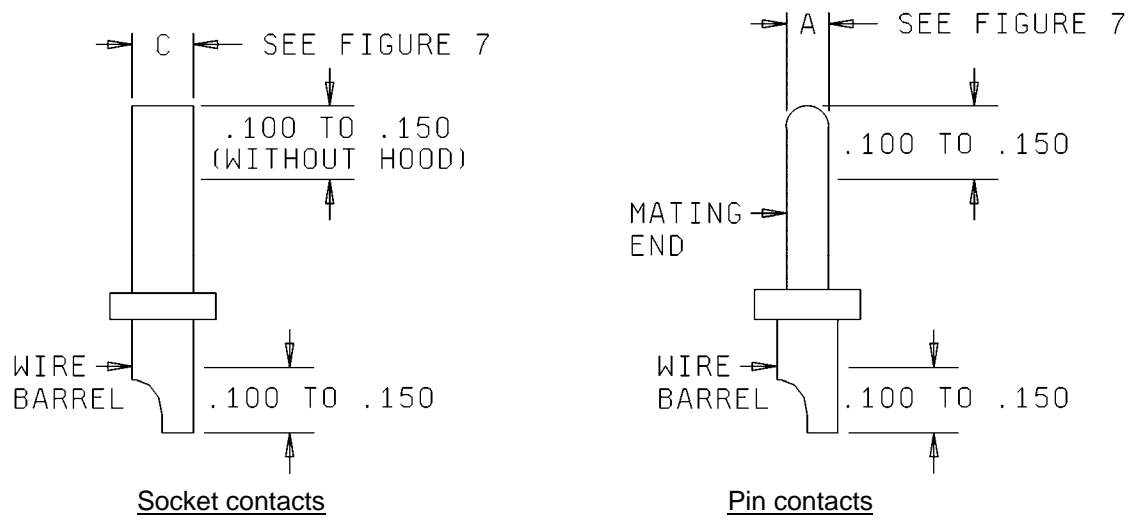 C SEE FIGURE 7
.100 TO .150
(WITHOUT HOOD)
WIRE
BARREL
.100 TO .150
Socket contacts
A SEE FIGURE 7
.100 TO .150
MATING
END
WIRE
BARREL
.100 TO .150
Pin contacts